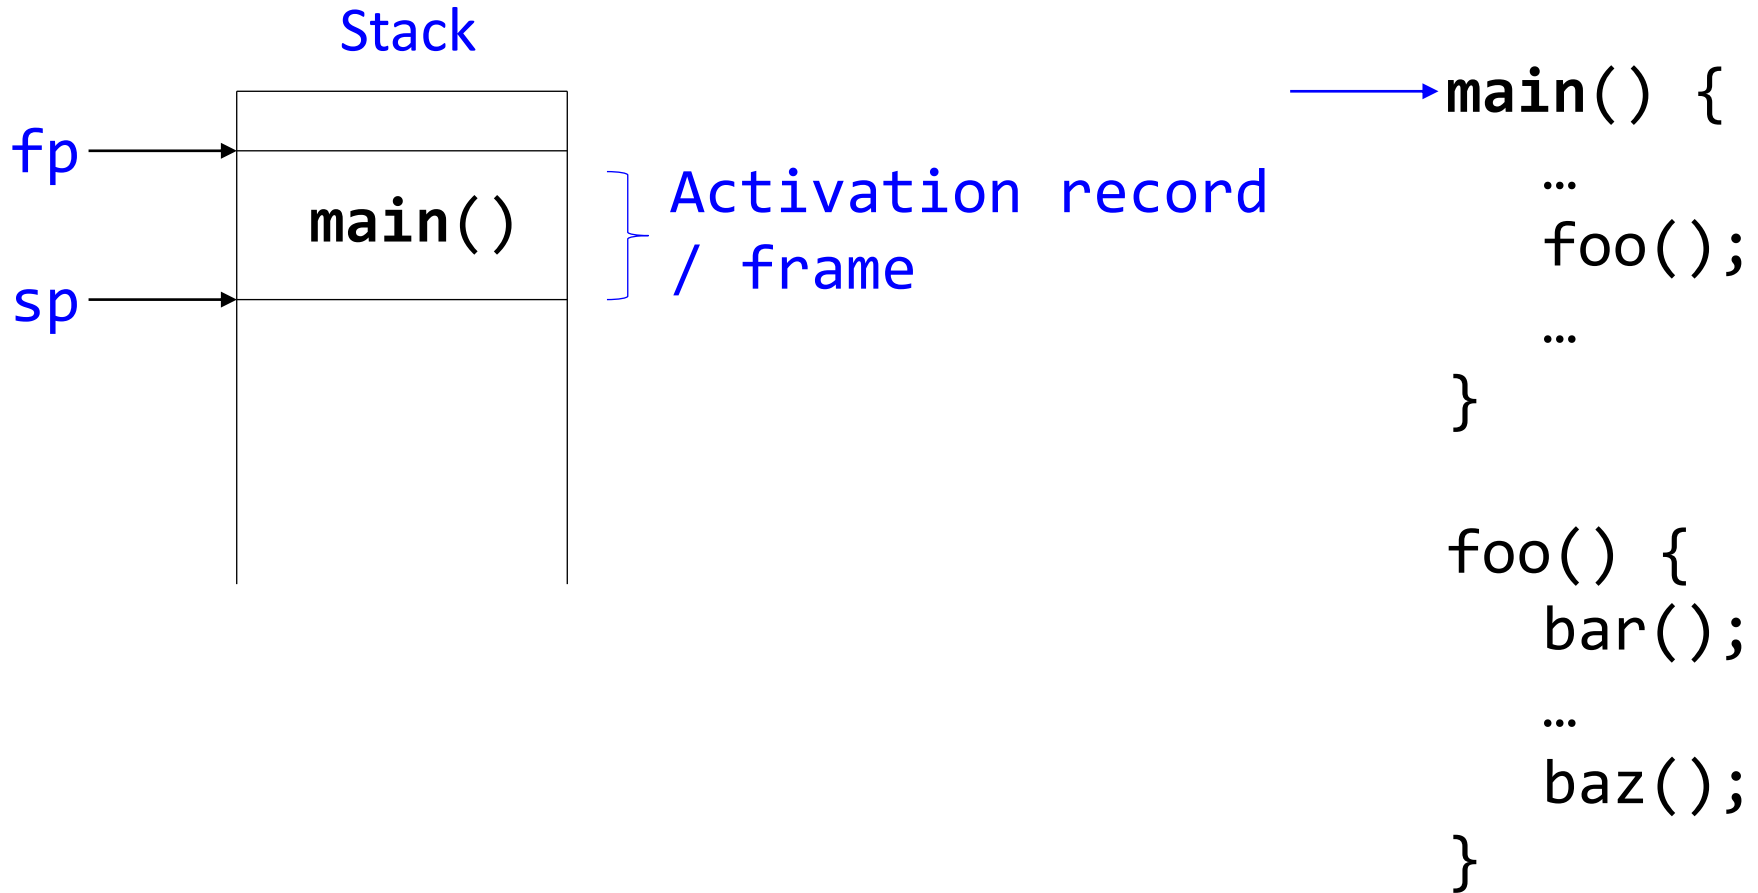 Stack
fp
main()
sp
Activation record
/ frame
main() {
…
foo();
…
}
foo() {
bar();
…
baz();
}